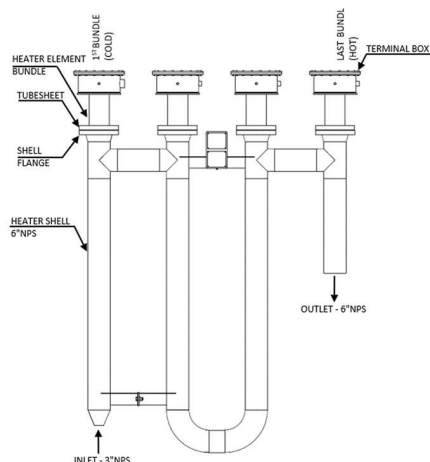 1ST BUNDLE
(COLD)
LAST BUNDL
(HOT)
TERMINAL BOX
HEATER ELEMENT
BUNDLE
TUBESHEET
SHELL
FLANGE
HEATER SHELL
6"NPS
OUTLET - 6"NPS
INLET - 3"NPS